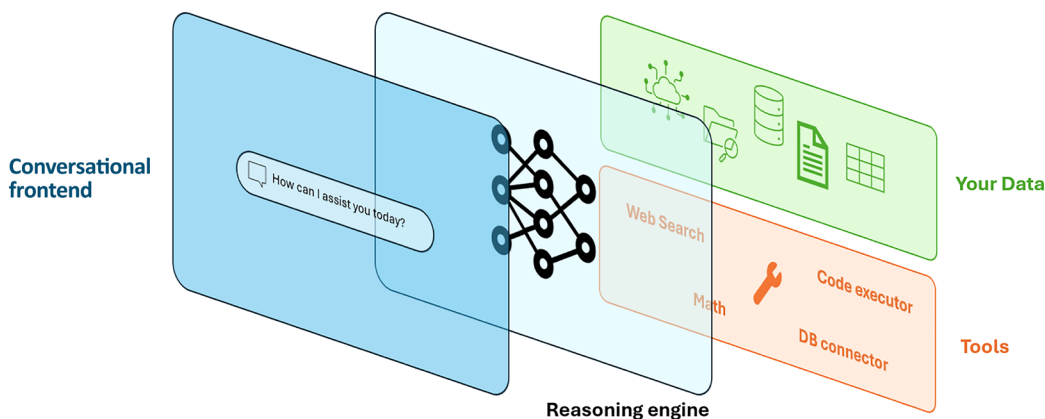 Conversational
frontend
How can I assist you today?
Your Data
Web Search
Code executor
Math
DB connector
Tools
Reasoning engine